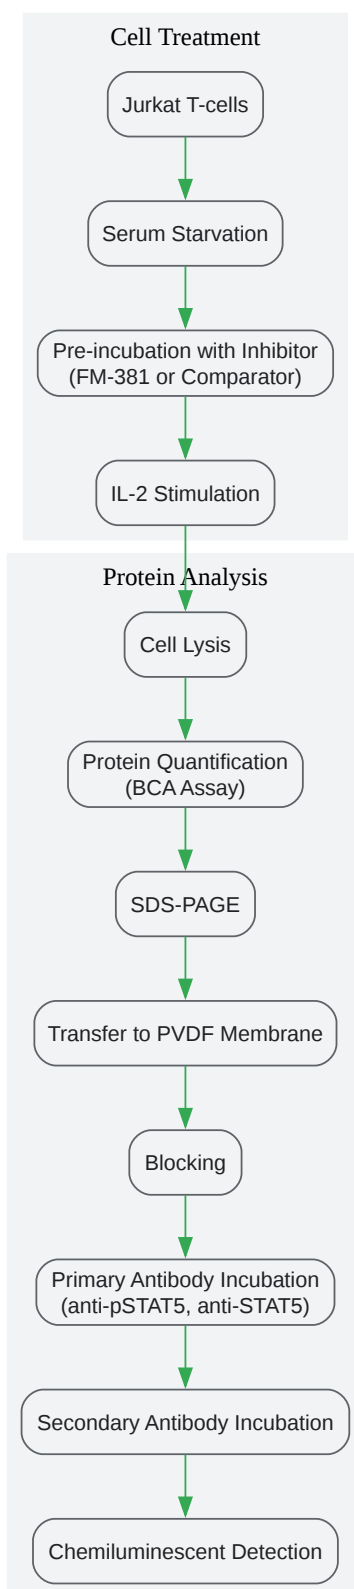 Cell Treatment
Jurkat T-cells
Serum Starvation
Pre-incubation with Inhibitor
(FM-381 or Comparator)
IL-2 Stimulation
Protein Analysis
Cell Lysis
Protein Quantification
(BCA Assay)
SDS-PAGE
Transfer to PVDF Membrane
Blocking
Primary Antibody Incubation
(anti-pSTAT5, anti-STAT5)
Secondary Antibody Incubation
Chemiluminescent Detection